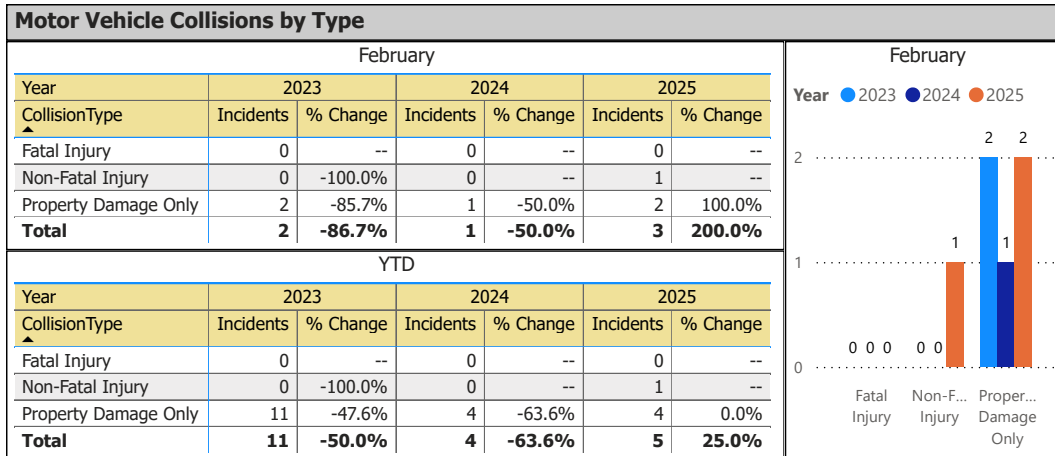 Motor Vehicle Collisions by Type
February
Year 2023 2024 2025
CollisionType Incidents % Change Incidents % Change Incidents % Change
Fatal Injury 0 -- 0 -- 0 --
Non-Fatal Injury 0 -100.0% 0 -- 1 --
Property Damage Only 2 -85.7% 1 -50.0% 2 100.0%
Total 2 -86.7% 1 -50.0% 3 200.0%
YTD
Year 2023 2024 2025
CollisionType Incidents % Change Incidents % Change Incidents % Change
Fatal Injury 0 -- 0 -- 0 --
Non-Fatal Injury 0 -100.0% 0 -- 1 --
Property Damage Only 11 -47.6% 4 -63.6% 4 0.0%
Total 11 -50.0% 4 -63.6% 5 25.0%
February
Year 2023 2024 2025
2 2
2
1 1
1
0 0 0 0 0
0
Fatal Non-F... Proper...
Injury Injury Damage
Only